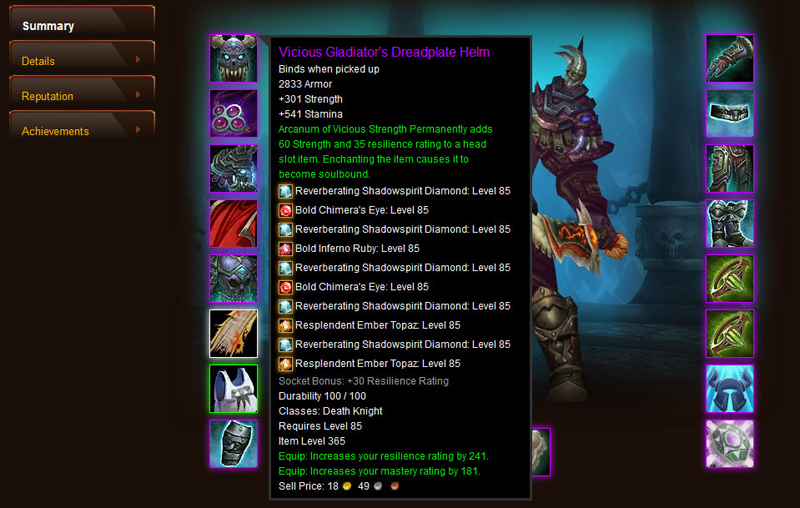 Summary
Details
Reputation
Achievements
Vicious Gladiator's Dreadplate Helm
Binds when picked up
2833 Armor
+301 Strength
+541 Stamina
Arcanum of Vicious Strength Permanently adds
60 Strength and 35 resilience rating to a head
slot item. Enchanting the item causes it to
become soulbound.
Reverberating Shadowspirit Diamond: Level 85
Bold Chimera's Eye: Level 85
Reverberating Shadowspirit Diamond: Level 85
Bold Inferno Ruby: Level 85
Reverberating Shadowspirit Diamond: Level 85
Bold Chimera's Eye: Level 85
Reverberating Shadowspirit Diamond: Level 85
Resplendent Ember Topaz: Level 85
Reverberating Shadowspirit Diamond: Level 85
Resplendent Ember Topaz: Level 85
Socket Bonus: +30 Resilience Rating
Durability 100 / 100
Classes: Death Knight
Requires Level 85
Item Level 365
Equip: Increases your resilience rating by 241.
Equip: Increases your mastery rating by 181.
Sell Price: 18 49